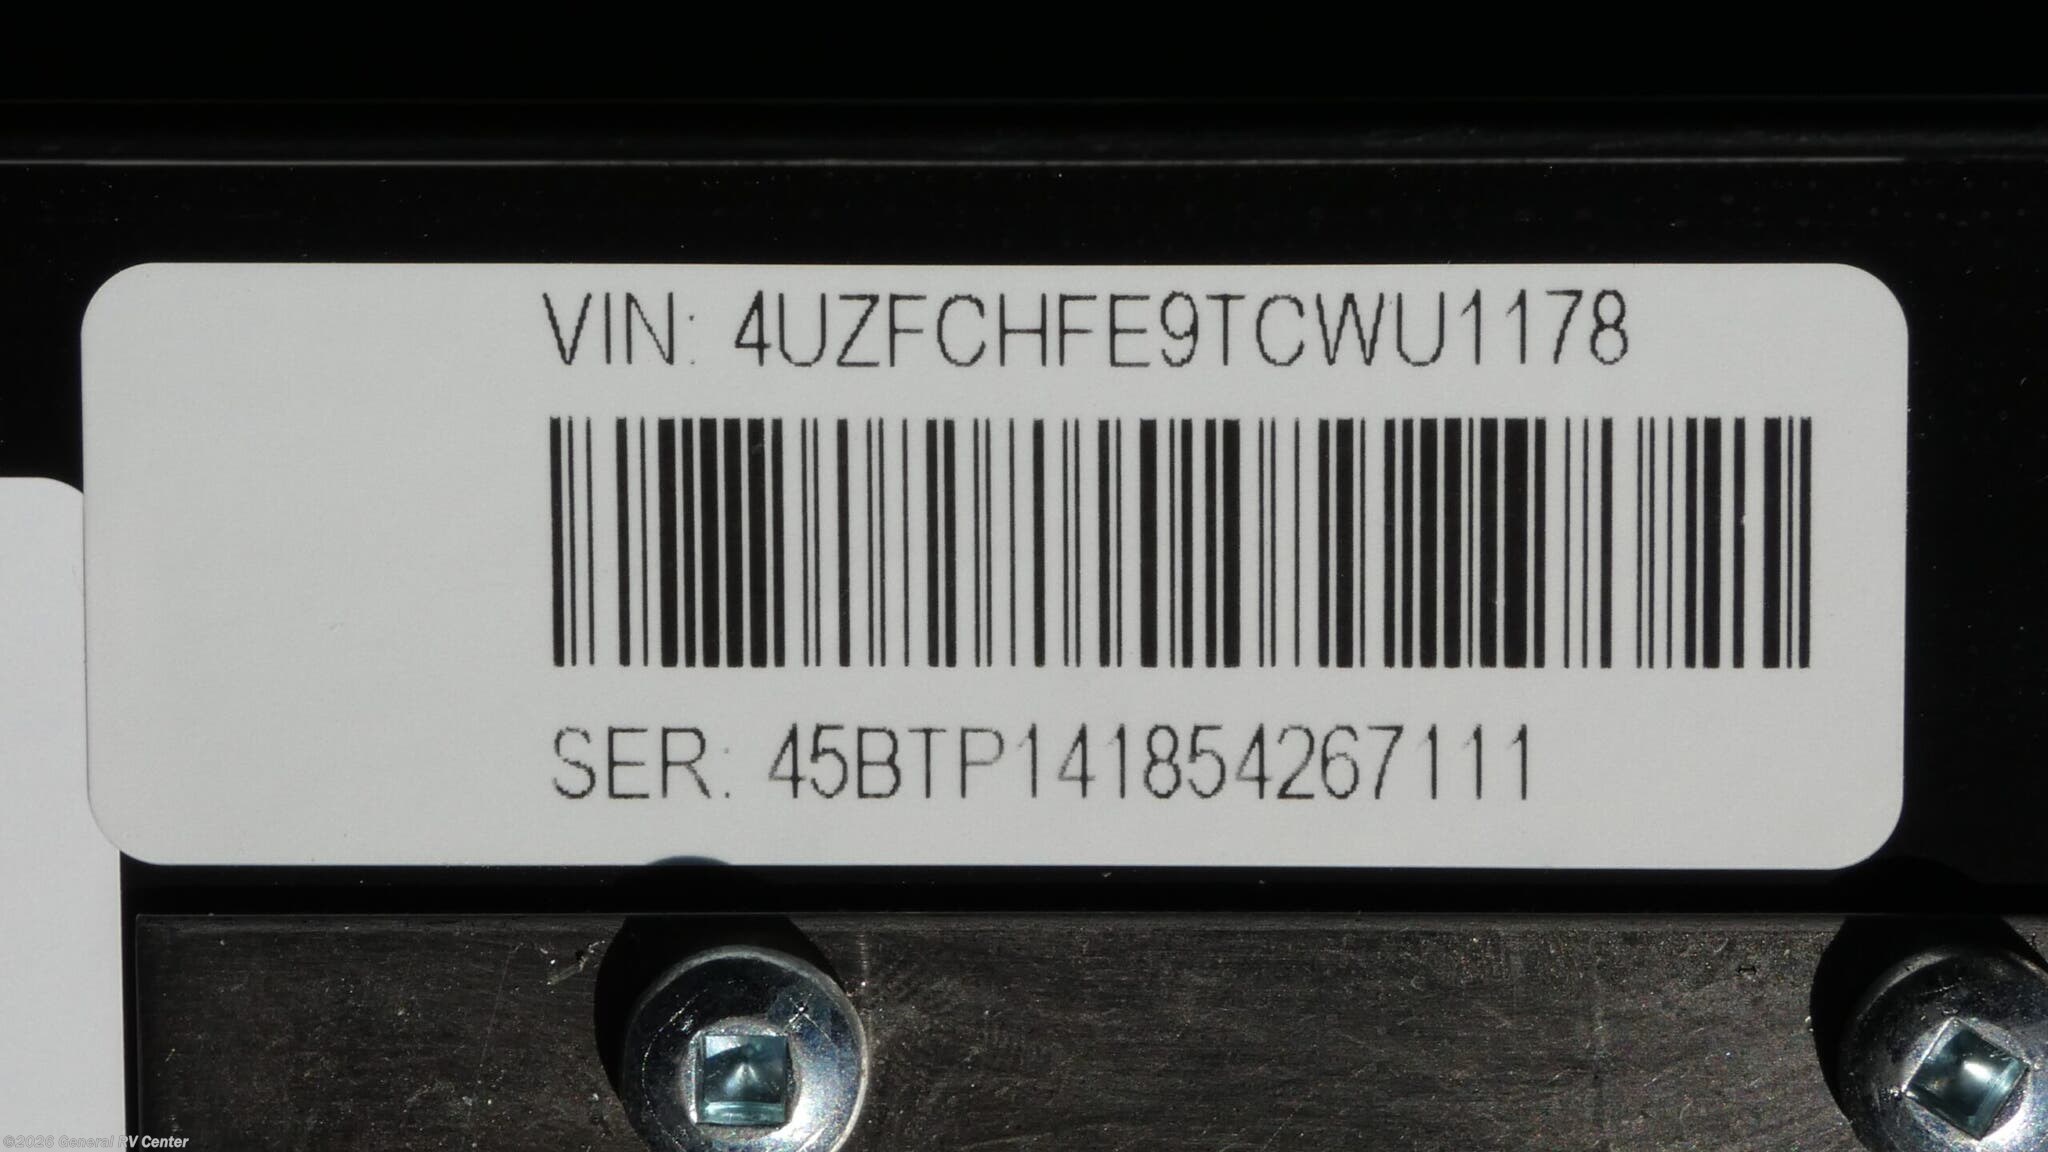 VIN: 4UZFCHFE9TCWU1178
SER: 45BTP141854267111
©2026 General RV Center